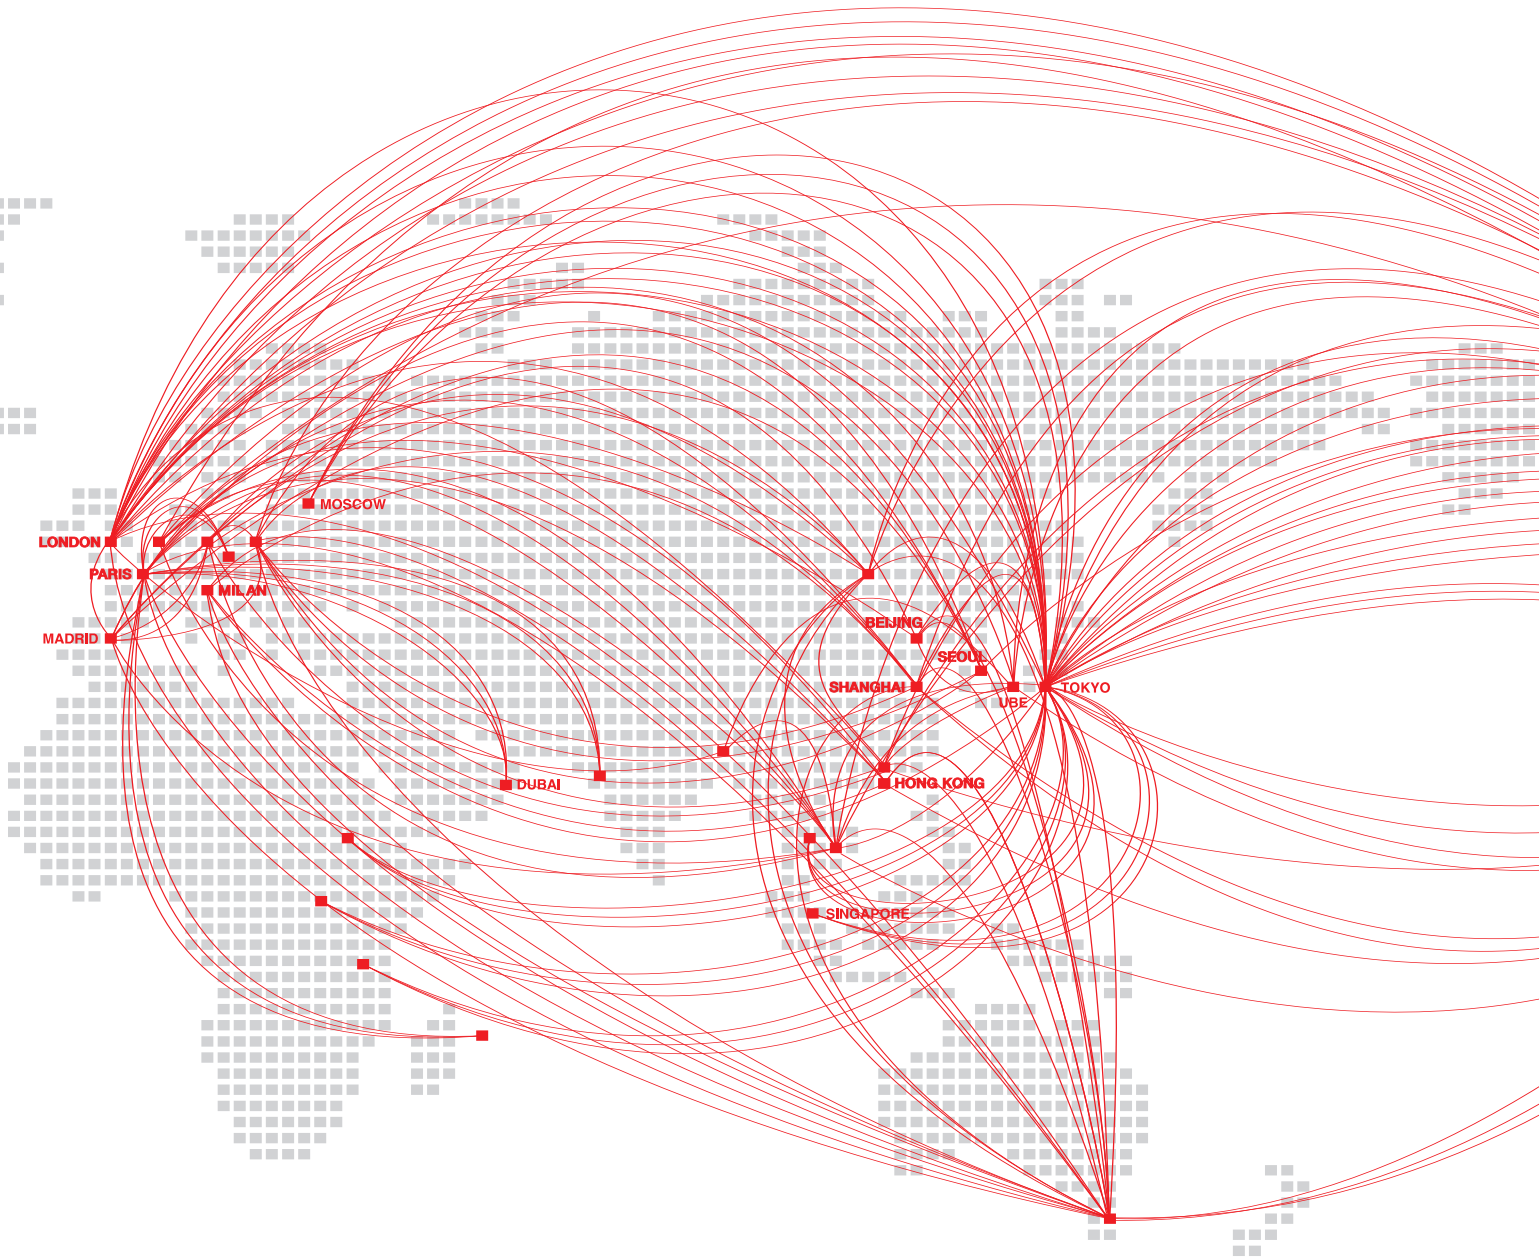 MOSCOW
LONDON
PARIS
MILAN
MADRID
BEIJING
SEOUL
SHANGHAI
TOKYO
UBE
DUBAI
HONG KONG
SINGAPORE